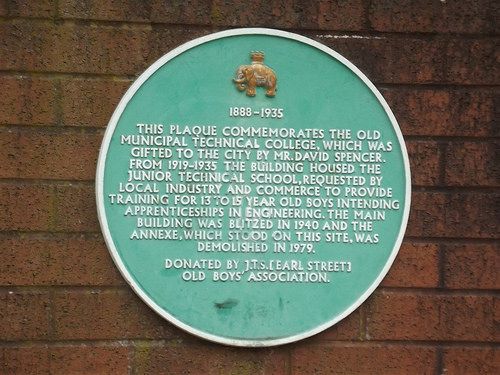 1888-1935
THIS PLAQUE COMMEMORATES THE OLD
MUNICIPAL TECHNICAL COLLEGE, WHICH WAS
GIFTED TO THE CITY BY MR. DAVID SPENCER.
FROM 1919-1935 THE BUILDING HOUSED THE
JUNIOR TECHNICAL SCHOOL, REQUESTED BY
LOCAL INDUSTRY AND COMMERCE TO PROVIDE
TRAINING FOR 13 TO 15 YEAR OLD BOYS INTENDING
APPRENTICESHIPS IN ENGINEERING. THE MAIN
BUILDING WAS BLITZED IN 1940 AND THE
ANNEXE, WHICH STOOD ON THIS SITE, WAS
DEMOLISHED IN 1979.
DONATED BY J.T.S. [EARL STREET]
OLD BOYS' ASSOCIATION.